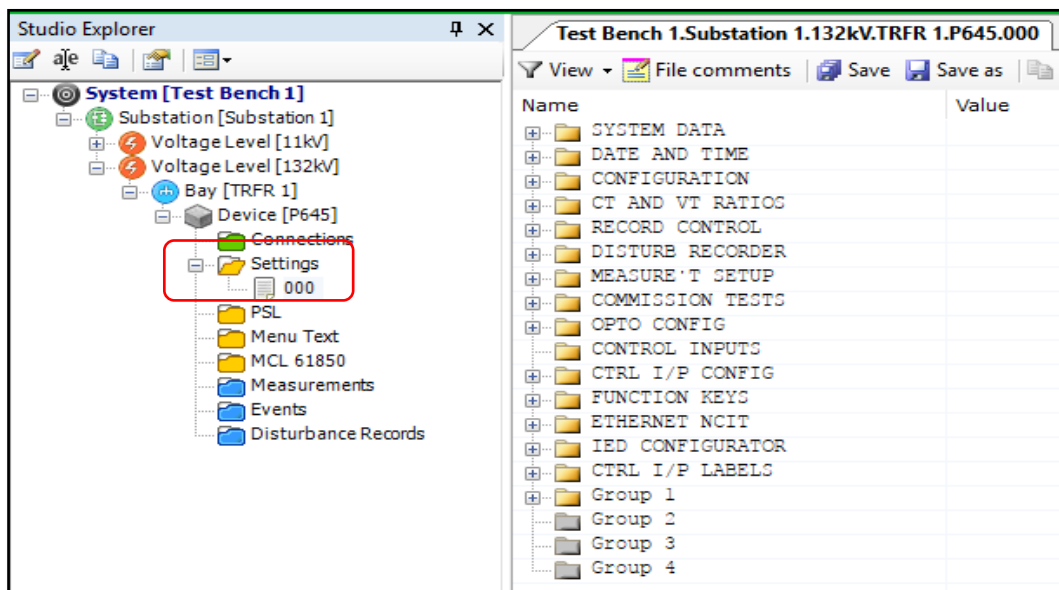 Studio Explorer
System [Test Bench 1]
Substation [Substation 1]
Voltage Level [11kV]
Voltage Level [132kV]
Bay [TRFR 1]
Device [P645]
Connections
Settings
000
PSL
Menu Text
MCL 61850
Measurements
Events
Disturbance Records
Test Bench 1.Substation 1.132kV.TRFR 1.P645.000
View File comments Save Save as
Name Value
SYSTEM DATA
DATE AND TIME
CONFIGURATION
CT AND VT RATIOS
RECORD CONTROL
DISTURB RECORDER
MEASURE'T SETUP
COMMISSION TESTS
OPTO CONFIG
CONTROL INPUTS
CTRL I/P CONFIG
FUNCTION KEYS
ETHERNET NCIT
IED CONFIGURATOR
CTRL I/P LABELS
Group 1
Group 2
Group 3
Group 4